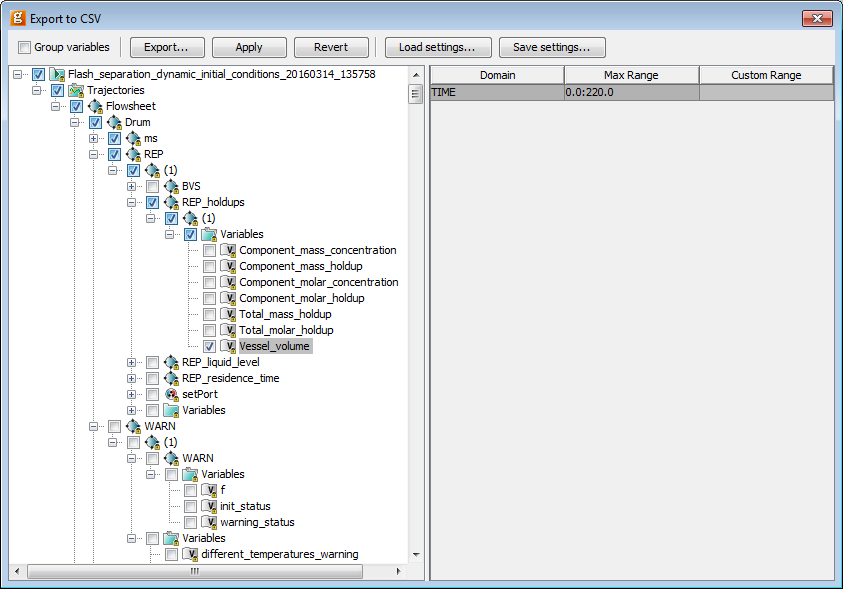 Export to CSV
Group variables
Export...
Apply
Revert
Load settings...
Save settings...
Flash_separation_dynamic_initial_conditions_20160314_135758
Trajectories
Flowsheet
Drum
ms
REP
(1)
BVS
REP_holdups
(1)
Variables
Component_mass_concentration
Component_mass_holdup
Component_molar_concentration
Component_molar_holdup
Total_mass_holdup
Total_molar_holdup
Vessel_volume
REP_liquid_level
REP_residence_time
setPort
Variables
WARN
(1)
WARN
Variables
f
init_status
warning_status
Variables
different_temperatures_warning
Domain Max Range Custom Range
TIME 0.0:220.0